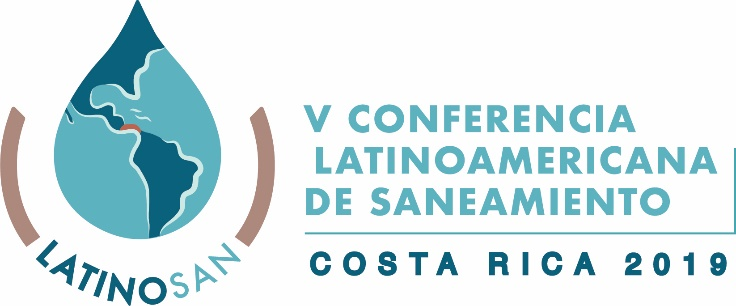 LATINOSAN
V CONFERENCIA
LATINOAMERICANA
DE SANEAMIENTO
COSTA RICA 2019